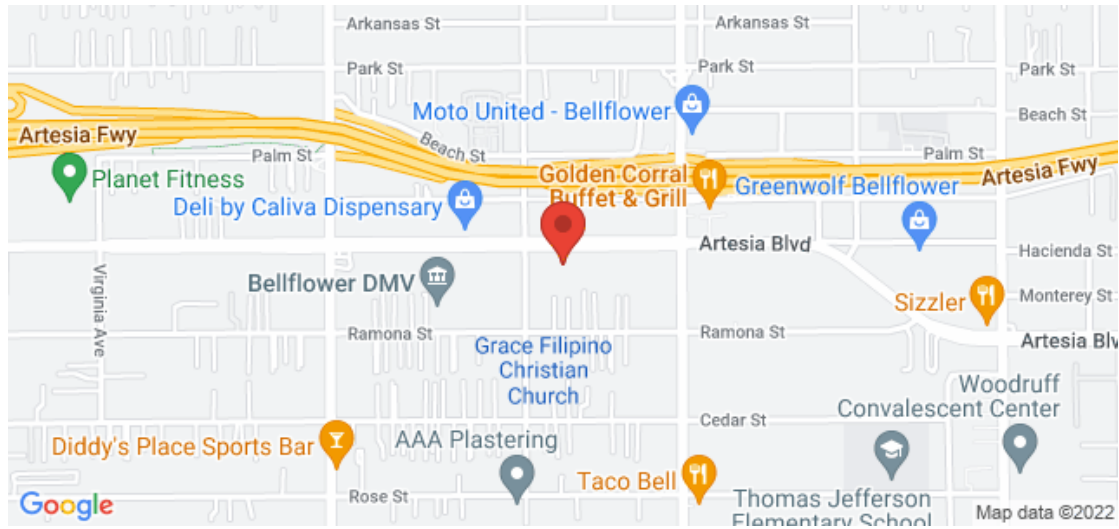 Arkansas St
Arkansas St
Park St
Park St
Park St
Moto United - Bellflower
Beach St
Artesia Fwy
Beach St
Palm St
Palm St
Planet Fitness
Golden Corral
Buffet & Grill
Greenwolf Bellflower
Artesia Fwy
Deli by Caliva Dispensary
Artesia Blvd
Hacienda St
Bellflower DMV
Virginia Ave
Sizzler
Monterey St
Ramona St
Ramona St
Artesia Blv
Grace Filipino
Christian
Church
Woodruff
Convalescent Center
Cedar St
Diddy's Place Sports Bar
AAA Plastering
Taco Bell
Rose St
Thomas Jefferson
Elementary School
Google
Map data ©2022